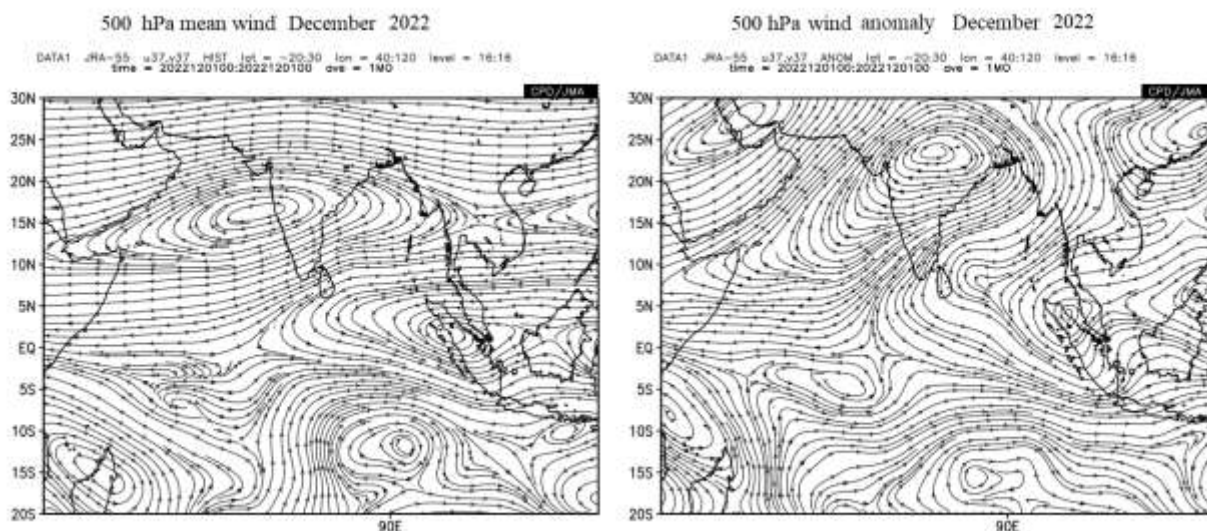 500 hPa mean wind December 2022
DATA1 JRA-55 u37,v37 HIST lat = -20:30 lon = 40:120 level = 16:16
time = 2022120100:2022120100 ave = 1MO
CPD/JMA
30N
25N
20N
15N
10N
5N
EQ
5S
10S
15S
20S
90E
500 hPa wind anomaly December 2022
DATA1 JRA-55 u37,v37 ANOM lat = -20:30 lon = 40:120 level = 16:16
time = 2022120100:2022120100 ave = 1MO
CPD/JMA
30N
25N
20N
15N
10N
5N
EQ
5S
10S
15S
20S
90E